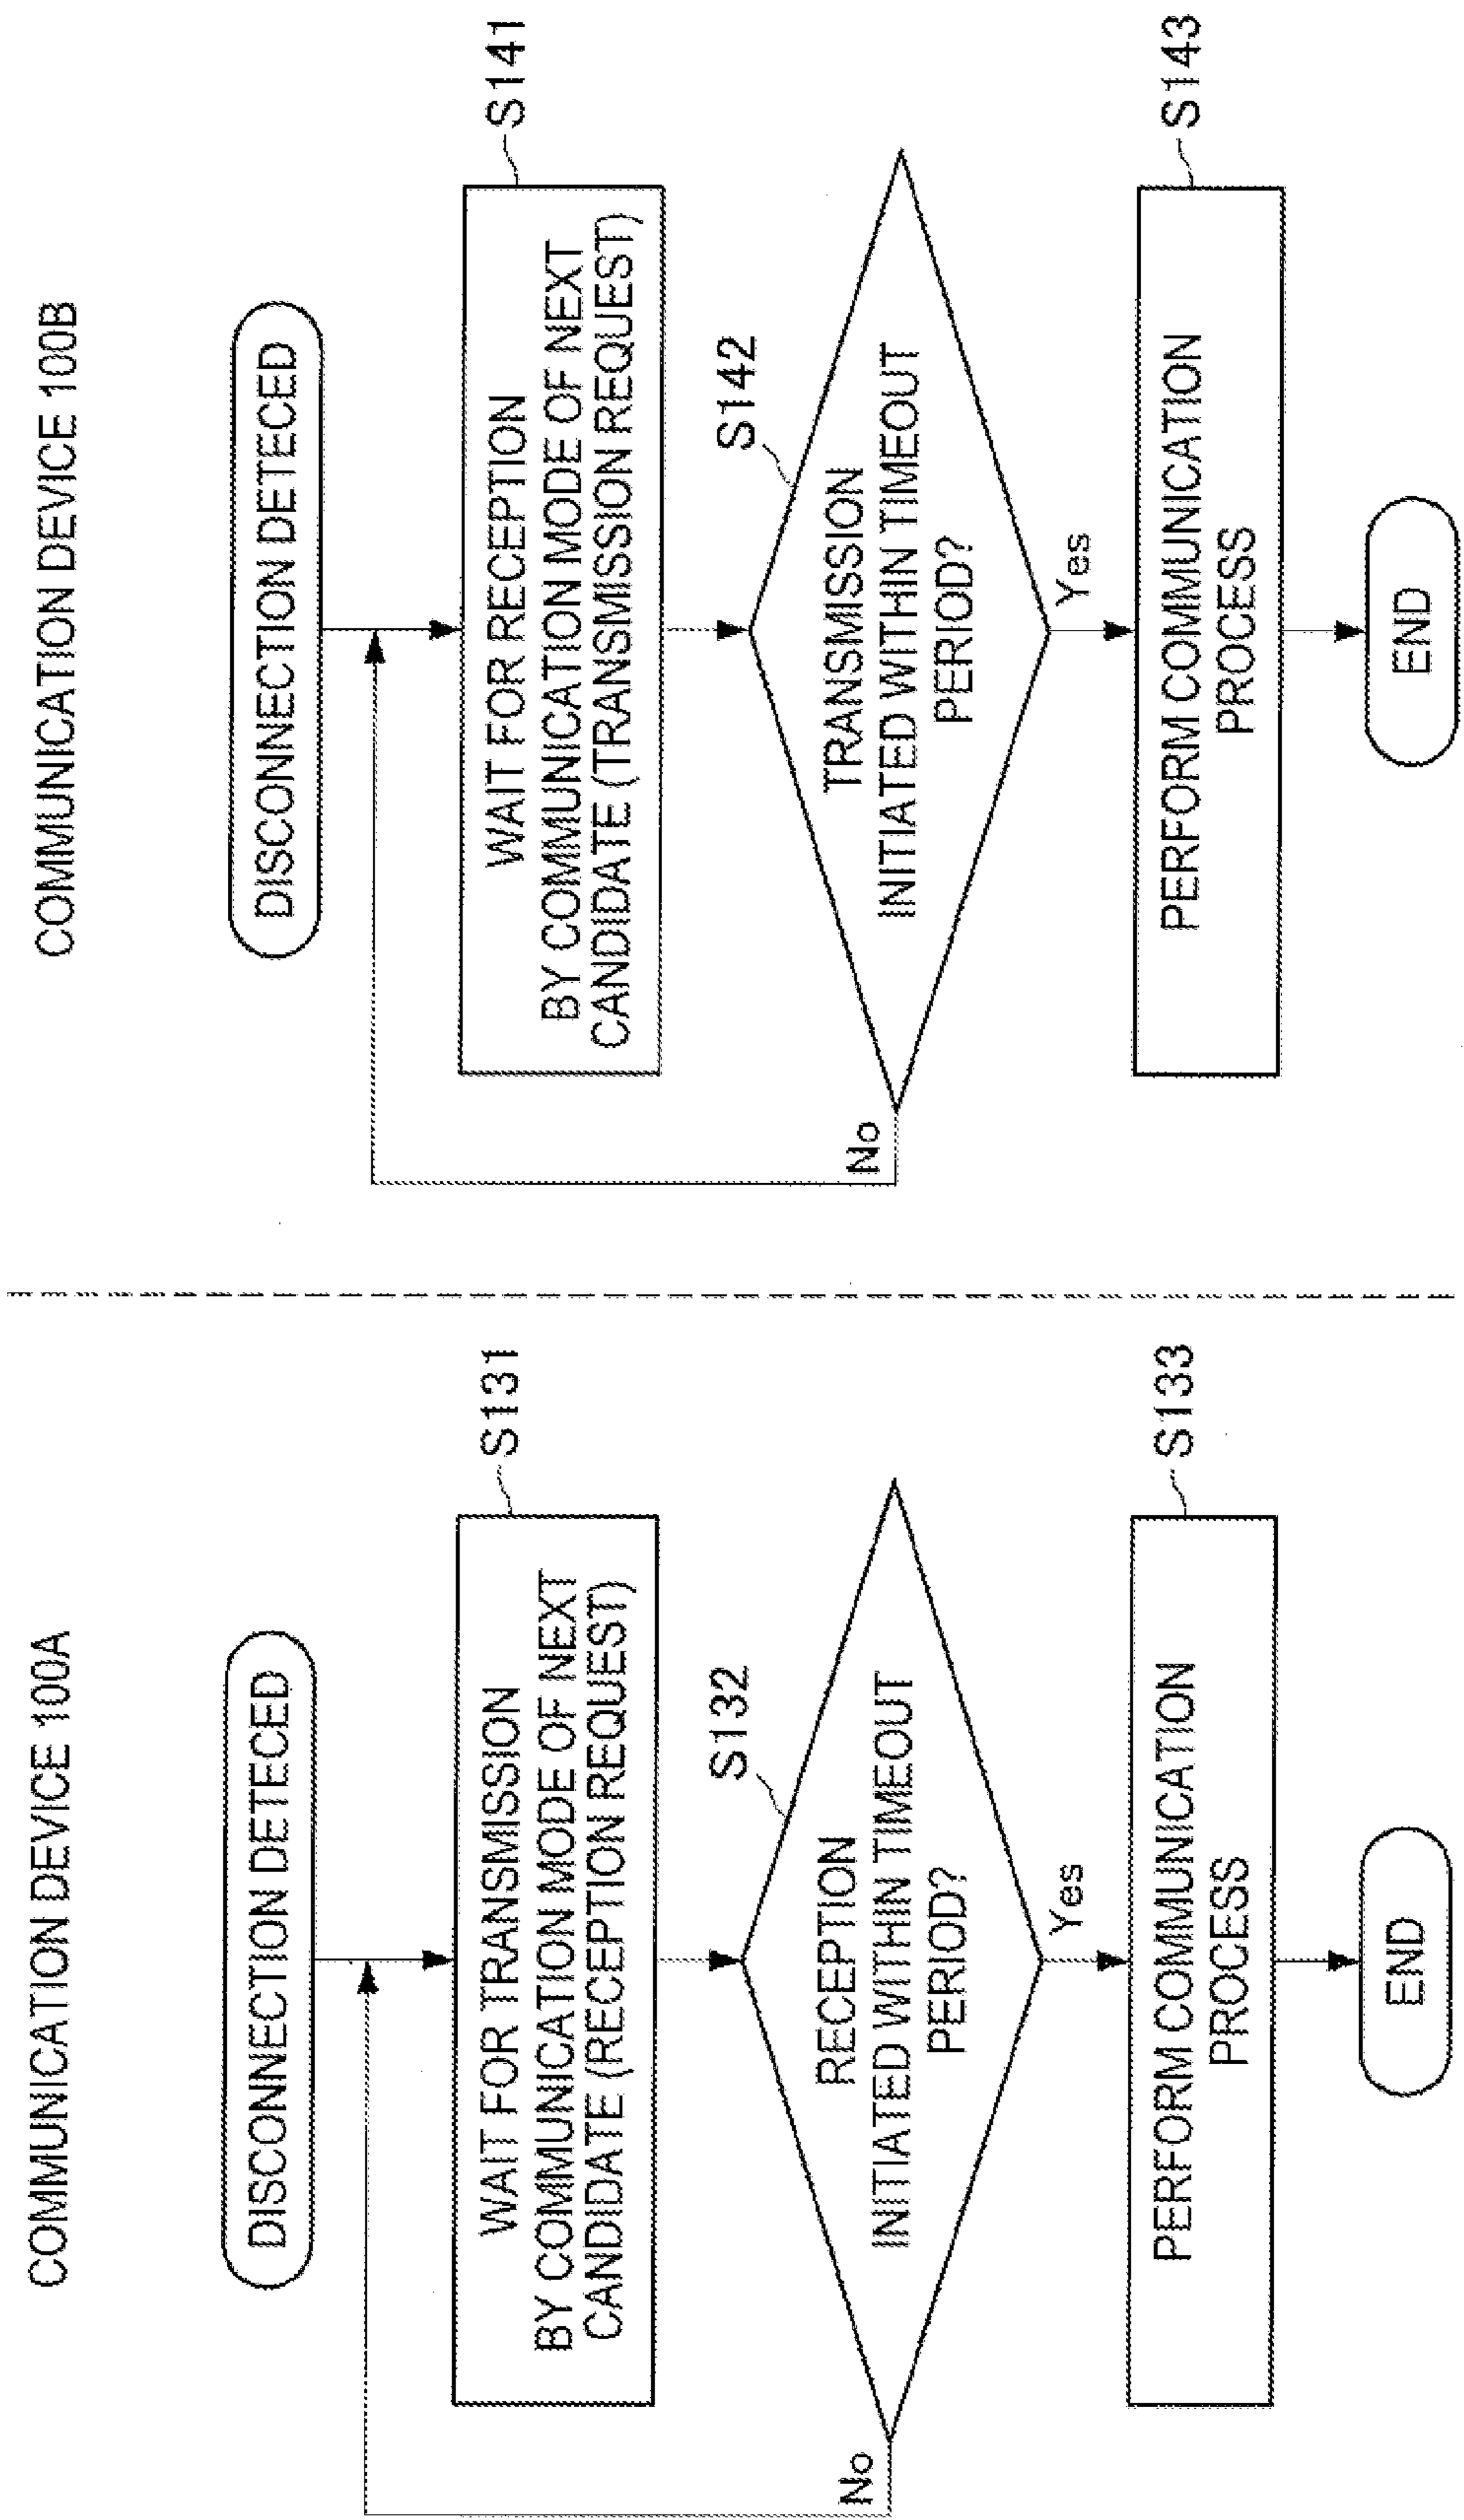 COMMUNICATION DEVICE 100A
DISCONNECTION DETECED
WAIT FOR TRANSMISSION
BY COMMUNICATION MODE OF NEXT
CANDIDATE (RECEPTION REQUEST)
S131
RECEPTION
INITIATED WITHIN TIMEOUT
PERIOD?
S132
No
Yes
PERFORM COMMUNICATION
PROCESS
S133
END
COMMUNICATION DEVICE 100B
DISCONNECTION DETECED
WAIT FOR RECEPTION
BY COMMUNICATION MODE OF NEXT
CANDIDATE (TRANSMISSION REQUEST)
S141
TRANSMISSION
INITIATED WITHIN TIMEOUT
PERIOD?
S142
No
Yes
PERFORM COMMUNICATION
PROCESS
S143
END